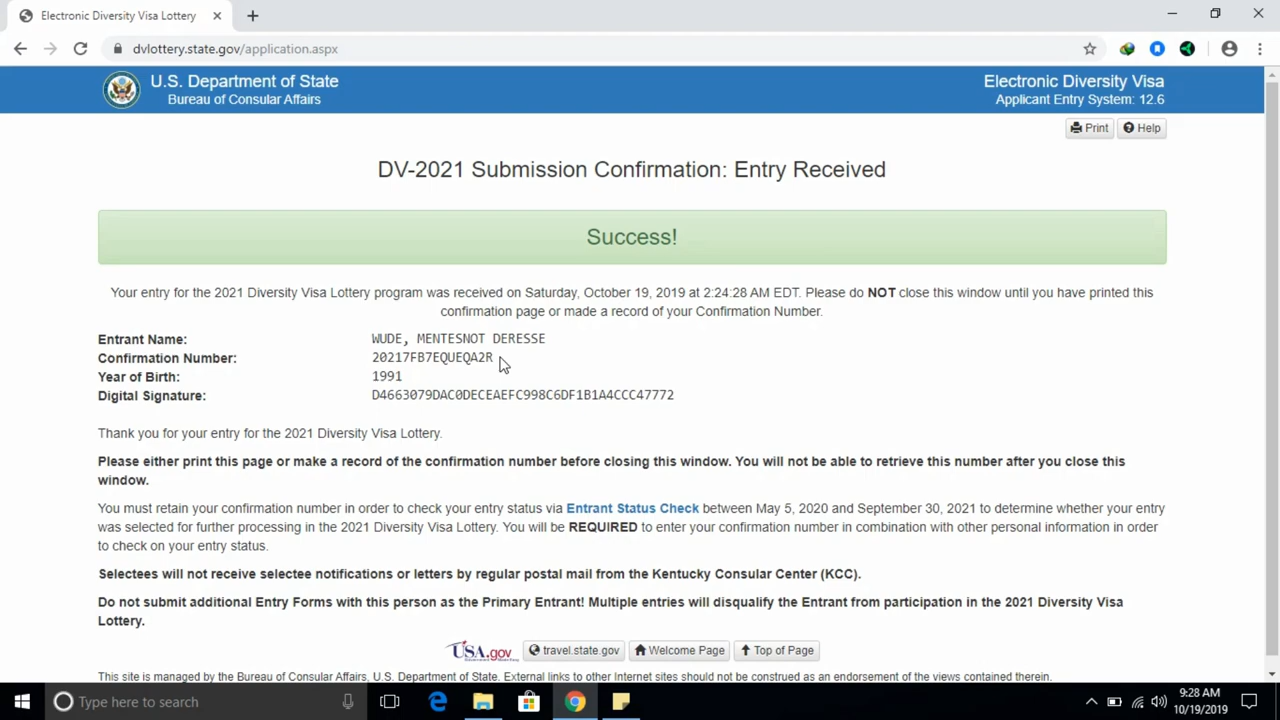 Electronic Diversity Visa Lottery
dvlottery.state.gov/application.aspx
U.S. Department of State
Bureau of Consular Affairs
Electronic Diversity Visa
Applicant Entry System: 12.6
Print Help
DV-2021 Submission Confirmation: Entry Received
Success!
Your entry for the 2021 Diversity Visa Lottery program was received on Saturday, October 19, 2019 at 2:24:28 AM EDT. Please do NOT close this window until you have printed this
confirmation page or made a record of your Confirmation Number.
Entrant Name: WUDE, MENTESNOT DERESSE
Confirmation Number: 20217FB7EQUEQA2R
Year of Birth: 1991
Digital Signature: D4663079DAC0DECEAEFC998C6DF1B1A4CCC47772
Thank you for your entry for the 2021 Diversity Visa Lottery.
Please either print this page or make a record of the confirmation number before closing this window. You will not be able to retrieve this number after you close this
window.
You must retain your confirmation number in order to check your entry status via Entrant Status Check between May 5, 2020 and September 30, 2021 to determine whether your entry
was selected for further processing in the 2021 Diversity Visa Lottery. You will be REQUIRED to enter your confirmation number in combination with other personal information in order
to check on your entry status.
Selectees will not receive selectee notifications or letters by regular postal mail from the Kentucky Consular Center (KCC).
Do not submit additional Entry Forms with this person as the Primary Entrant! Multiple entries will disqualify the Entrant from participation in the 2021 Diversity Visa
Lottery.
USA.gov travel.state.gov Welcome Page Top of Page
This site is managed by the Bureau of Consular Affairs, U.S. Department of State. External links to other Internet sites should not be construed as an endorsement of the views contained therein.
Type here to search
9:28 AM
10/19/2019